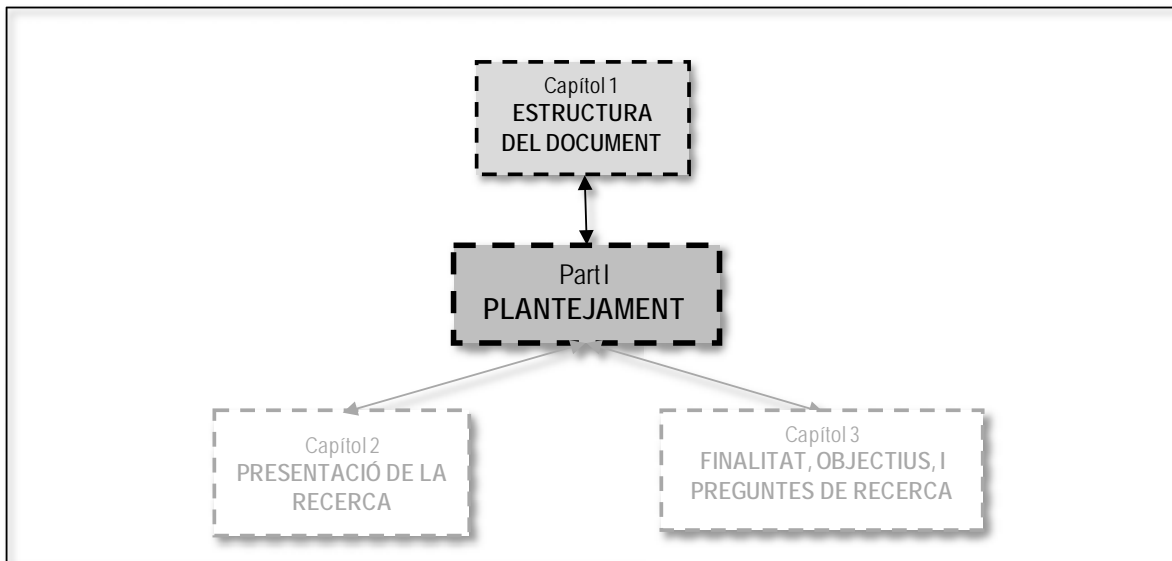 Capítol 1
ESTRUCTURA
DEL DOCUMENT
Part I
PLANTEJAMENT
Capítol 2
PRESENTACIÓ DE LA
RECERCA
Capítol 3
FINALITAT, OBJECTIUS, I
PREGUNTES DE RECERCA